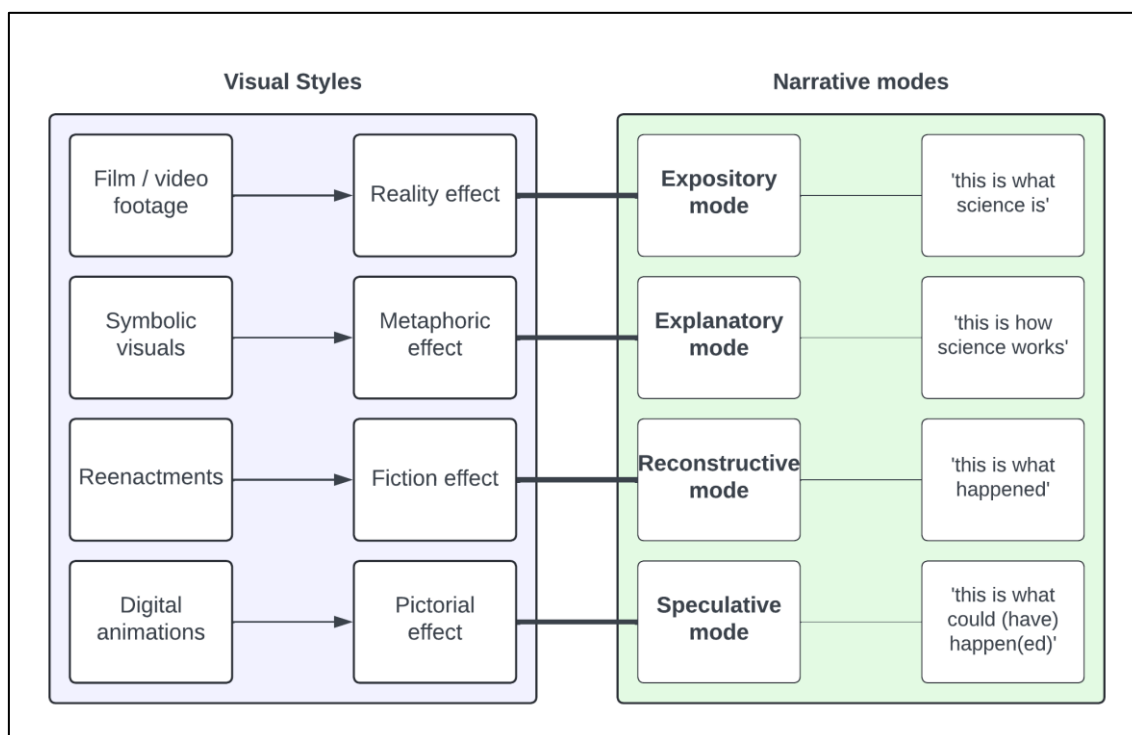 Visual Styles
Narrative modes
Film / video
footage
Reality effect
Expository
mode
'this is what
science is'
Symbolic
visuals
Metaphoric
effect
Explanatory
mode
'this is how
science works'
Reenactments
Fiction effect
Reconstructive
mode
'this is what
happened'
Digital
animations
Pictorial
effect
Speculative
mode
'this is what
could (have)
happen(ed)'